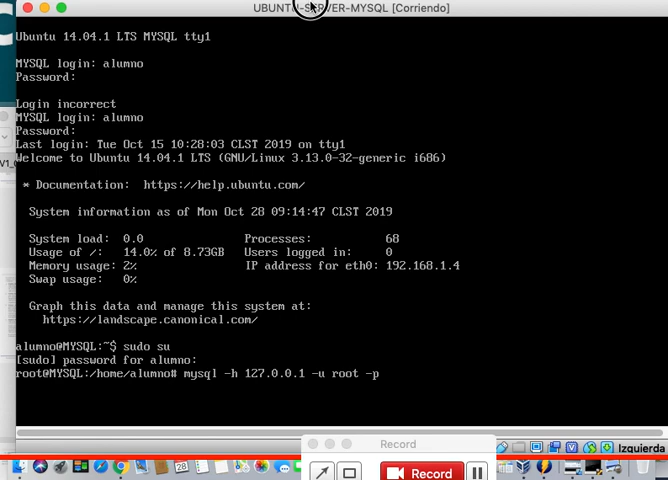 UBUNTU-SERVER-MYSQL [Corriendo]
Ubuntu 14.04.1 LTS MYSQL tty1
MYSQL login: alumno
Password:
Login incorrect
MYSQL login: alumno
Password:
Last login: Tue Oct 15 10:28:03 CLST 2019 on tty1
Welcome to Ubuntu 14.04.1 LTS (GNU/Linux 3.13.0-32-generic i686)
* Documentation:  https://help.ubuntu.com/
System information as of Mon Oct 28 09:14:47 CLST 2019
System load:  0.0 Processes: 68
Usage of /:  14.0% of 8.73GB Users logged in: 0
Memory usage: 2% IP address for eth0: 192.168.1.4
Swap usage:  0%
Graph this data and manage this system at:
https://landscape.canonical.com/
alumno@MYSQL:~$ sudo su
[sudo] password for alumno:
root@MYSQL:/home/alumno# mysql -h 127.0.0.1 -u root -p
Izquierda
Record
Record